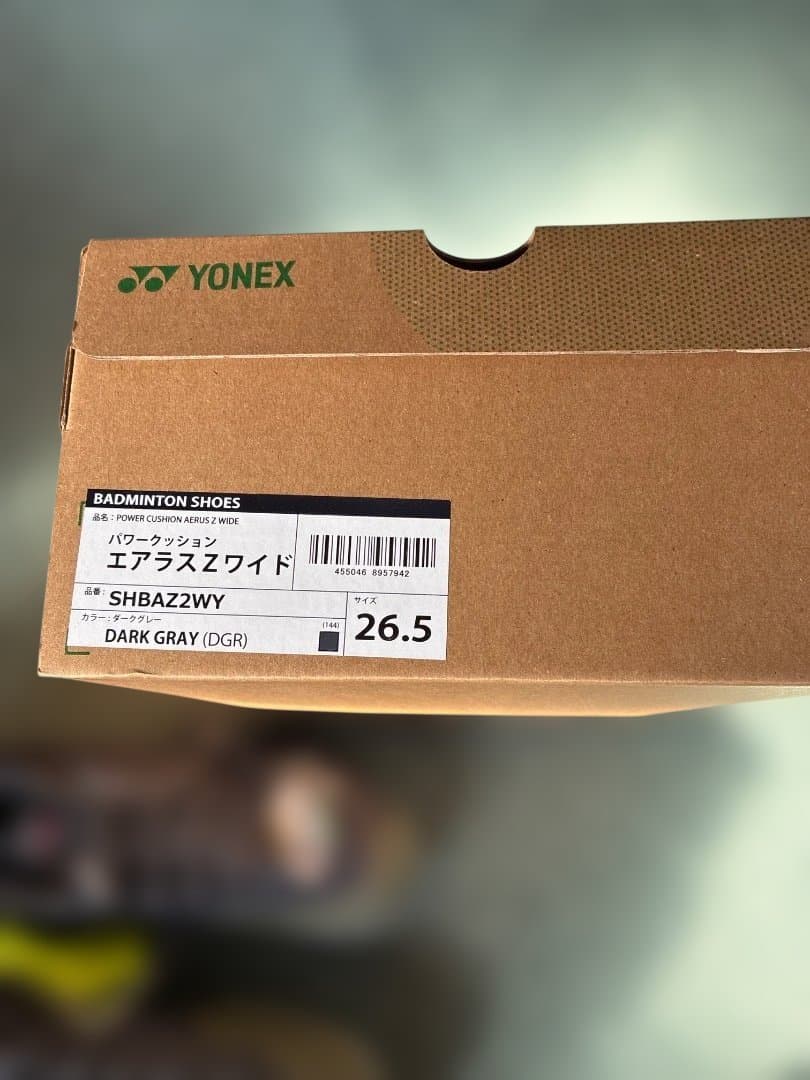 YONEX
BADMINTON SHOES
品名：POWER CUSHION AERUS Z WIDE
パワークッション
エアラスZワイド
455046 8957942
品番：SHBAZ2WY
サイズ
26.5
カラー：ダークグレー
(144)
DARK GRAY (DGR)